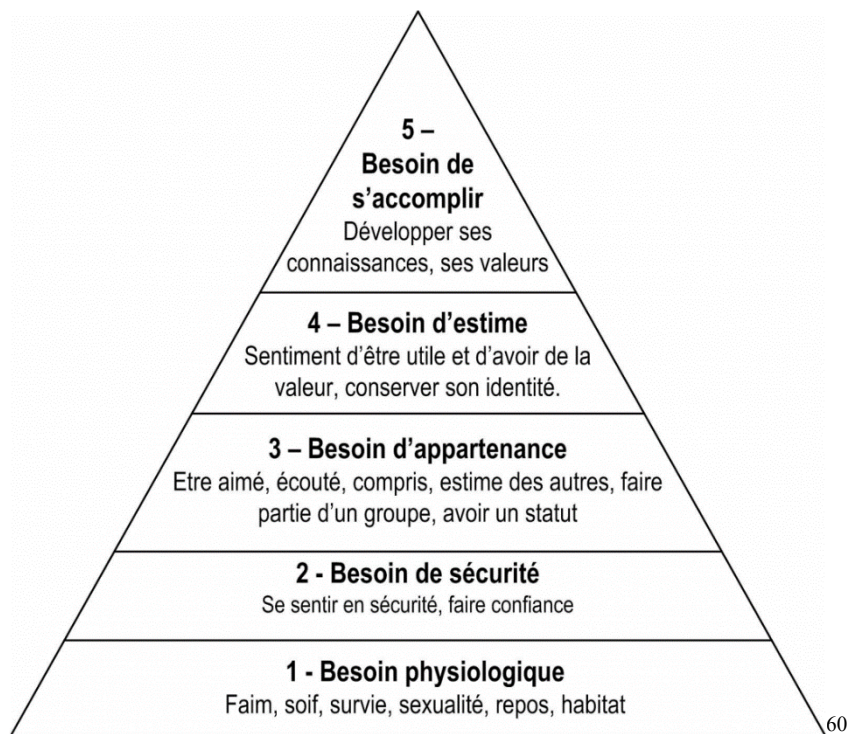 5 –
Besoin de
s’accomplir
Développer ses
connaissances, ses valeurs
4 – Besoin d’estime
Sentiment d’être utile et d’avoir de la
valeur, conserver son identité.
3 – Besoin d’appartenance
Etre aimé, écouté, compris, estime des autres, faire
partie d’un groupe, avoir un statut
2 - Besoin de sécurité
Se sentir en sécurité, faire confiance
1 - Besoin physiologique
Faim, soif, survie, sexualité, repos, habitat
60